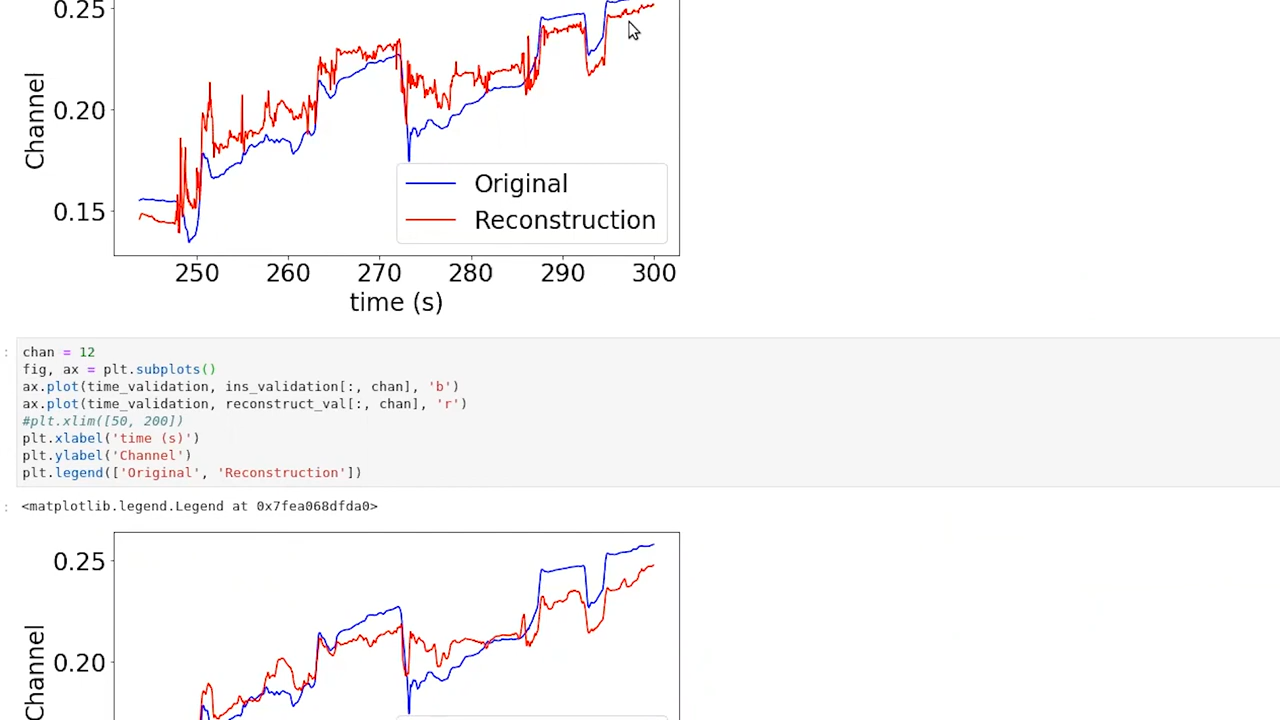 0.25
0.20
0.15
Channel
Original
Reconstruction
250 260 270 280 290 300
time (s)
:
chan = 12
fig, ax = plt.subplots()
ax.plot(time_validation, ins_validation[:, chan], 'b')
ax.plot(time_validation, reconstruct_val[:, chan], 'r')
#plt.xlim([50, 200])
plt.xlabel('time (s)')
plt.ylabel('Channel')
plt.legend(['Original', 'Reconstruction'])
:
<matplotlib.legend.Legend at 0x7fea068dfda0>
0.25
0.20
Channel